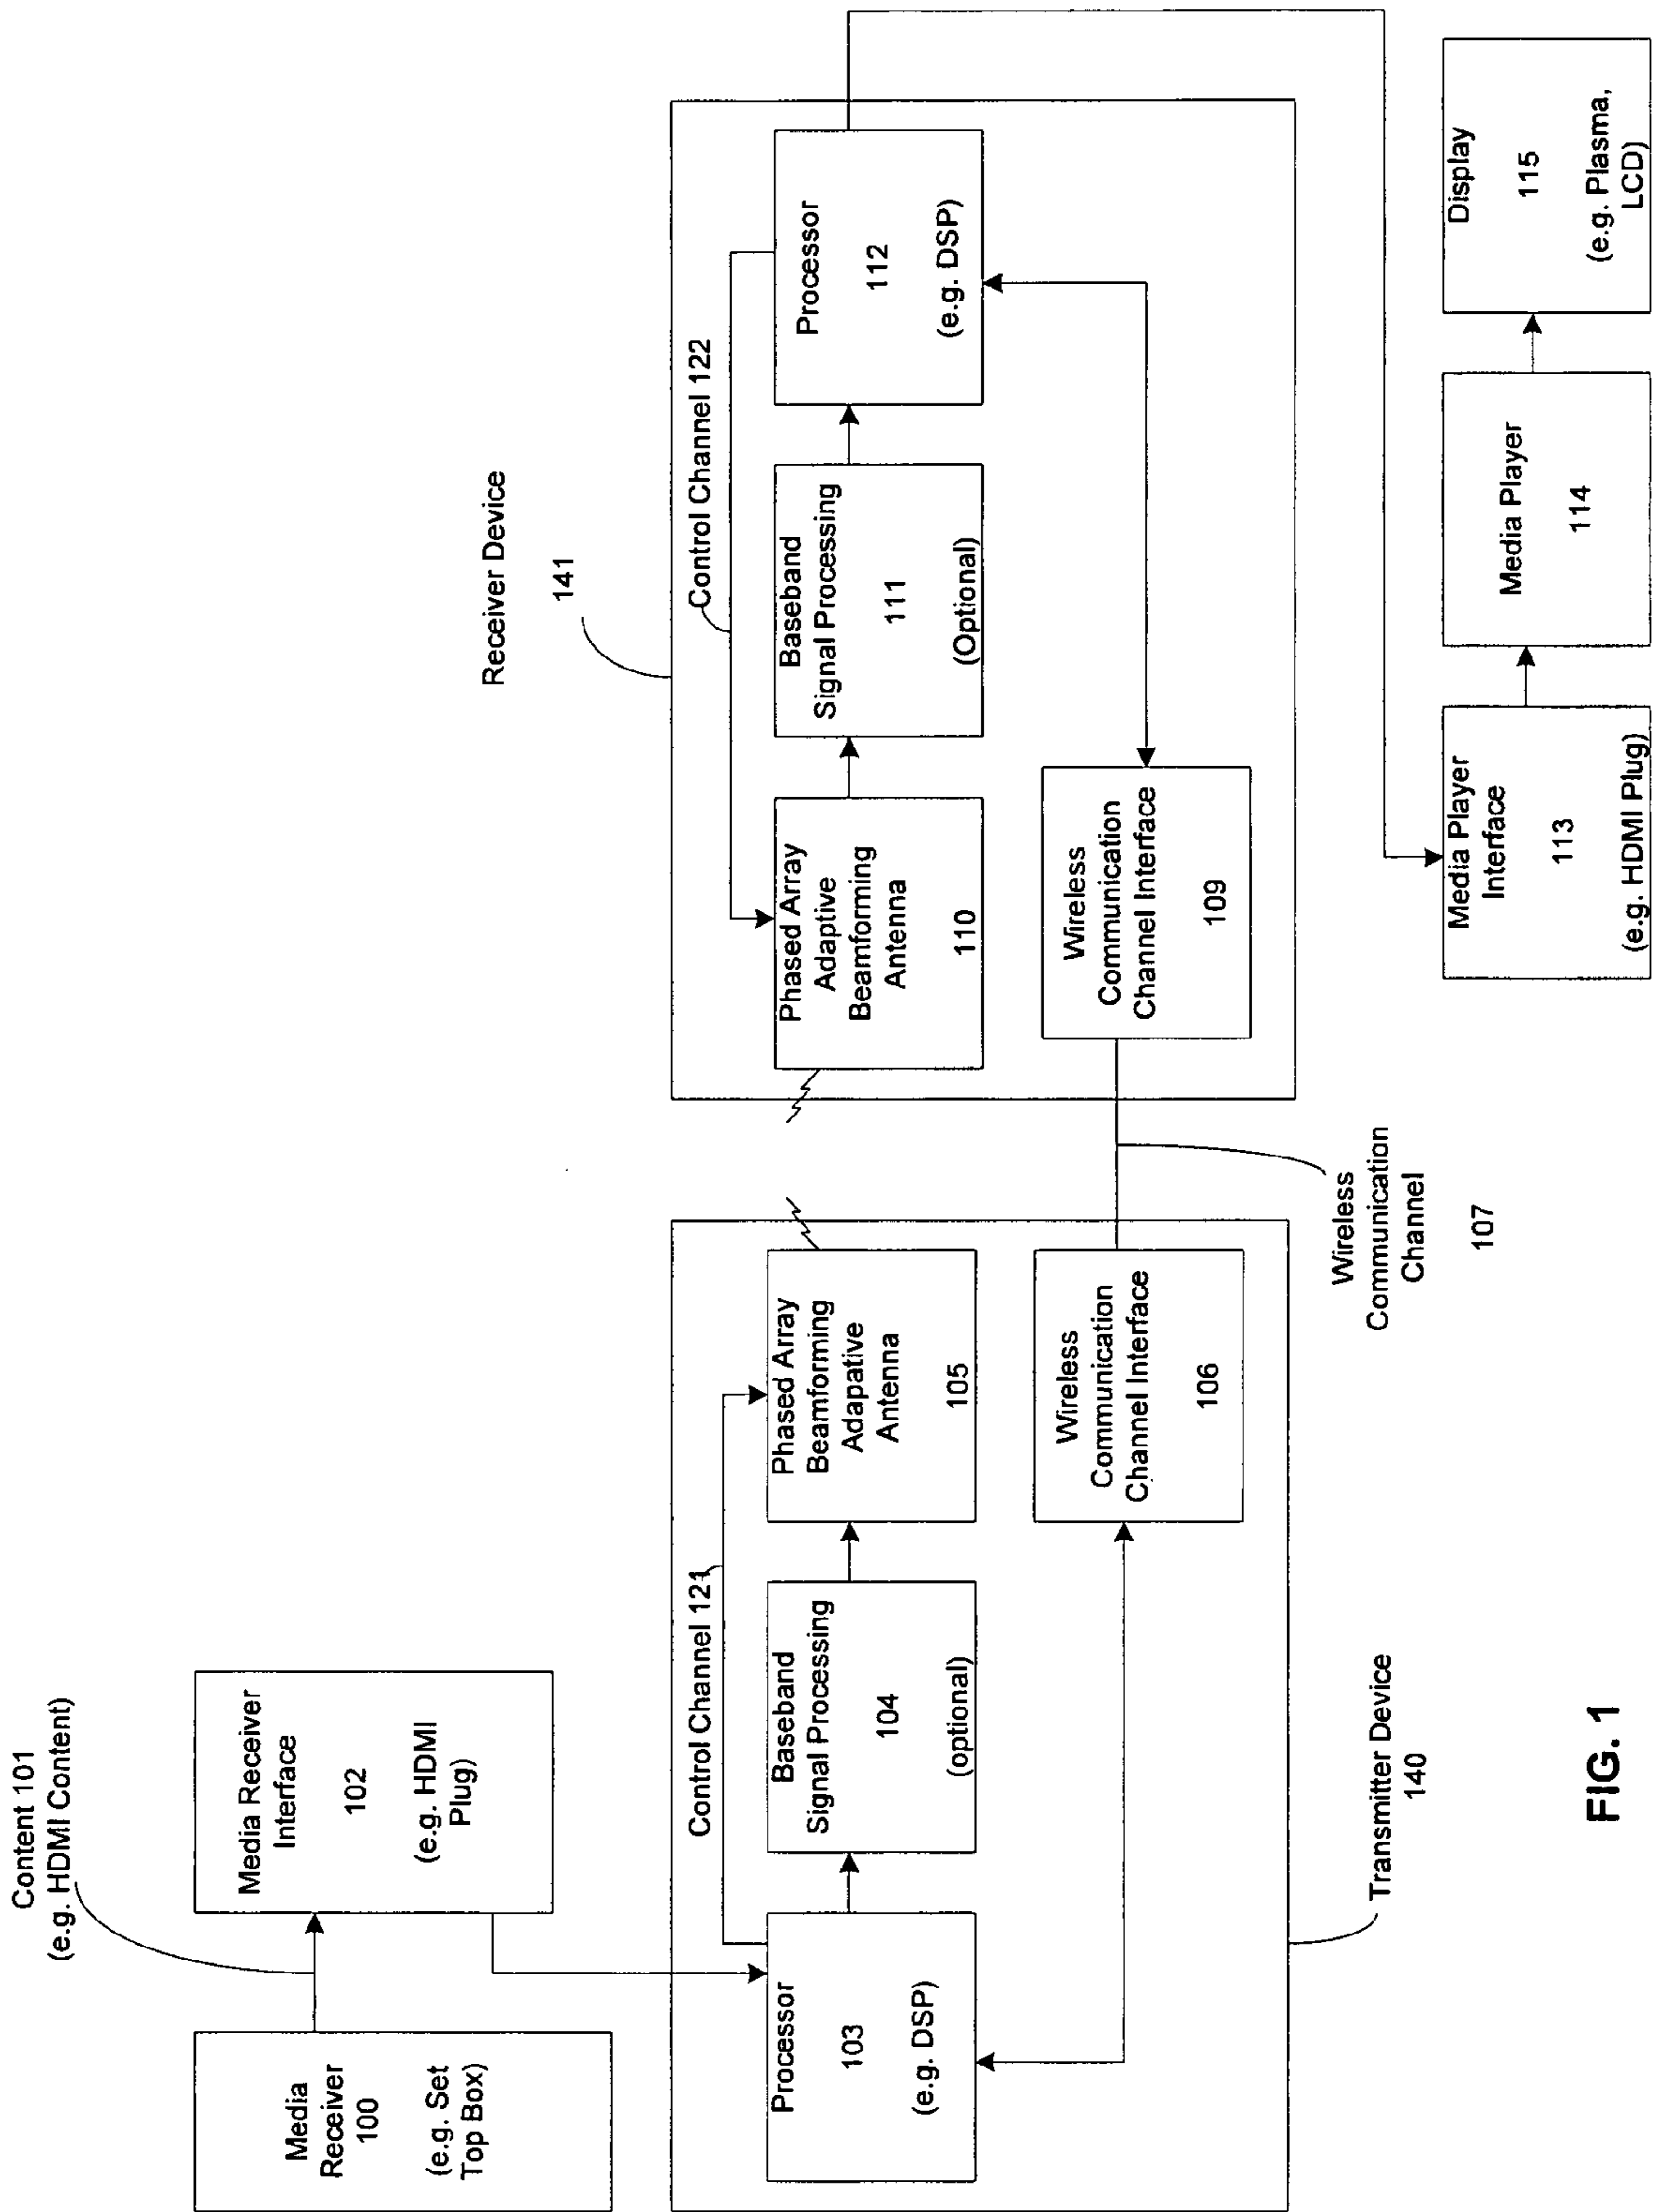 Content 101
(e.g. HDMI Content)
Media
Receiver
100
(e.g. Set
Top Box)
Media Receiver
Interface
102
(e.g. HDMI
Plug)
Control Channel 121
Processor
103
(e.g. DSP)
Baseband
Signal Processing
104
(optional)
Phased Array
Beamforming
Adapative
Antenna
105
Wireless
Communication
Channel Interface
106
Transmitter Device
140
Wireless
Communication
Channel
107
Receiver Device
141
Control Channel 122
Phased Array
Adaptive
Beamforming
Antenna
110
Baseband
Signal Processing
111
(Optional)
Processor
112
(e.g. DSP)
Wireless
Communication
Channel Interface
109
Media Player
Interface
113
(e.g. HDMI Plug)
Media Player
114
Display
115
(e.g. Plasma,
LCD)
FIG. 1